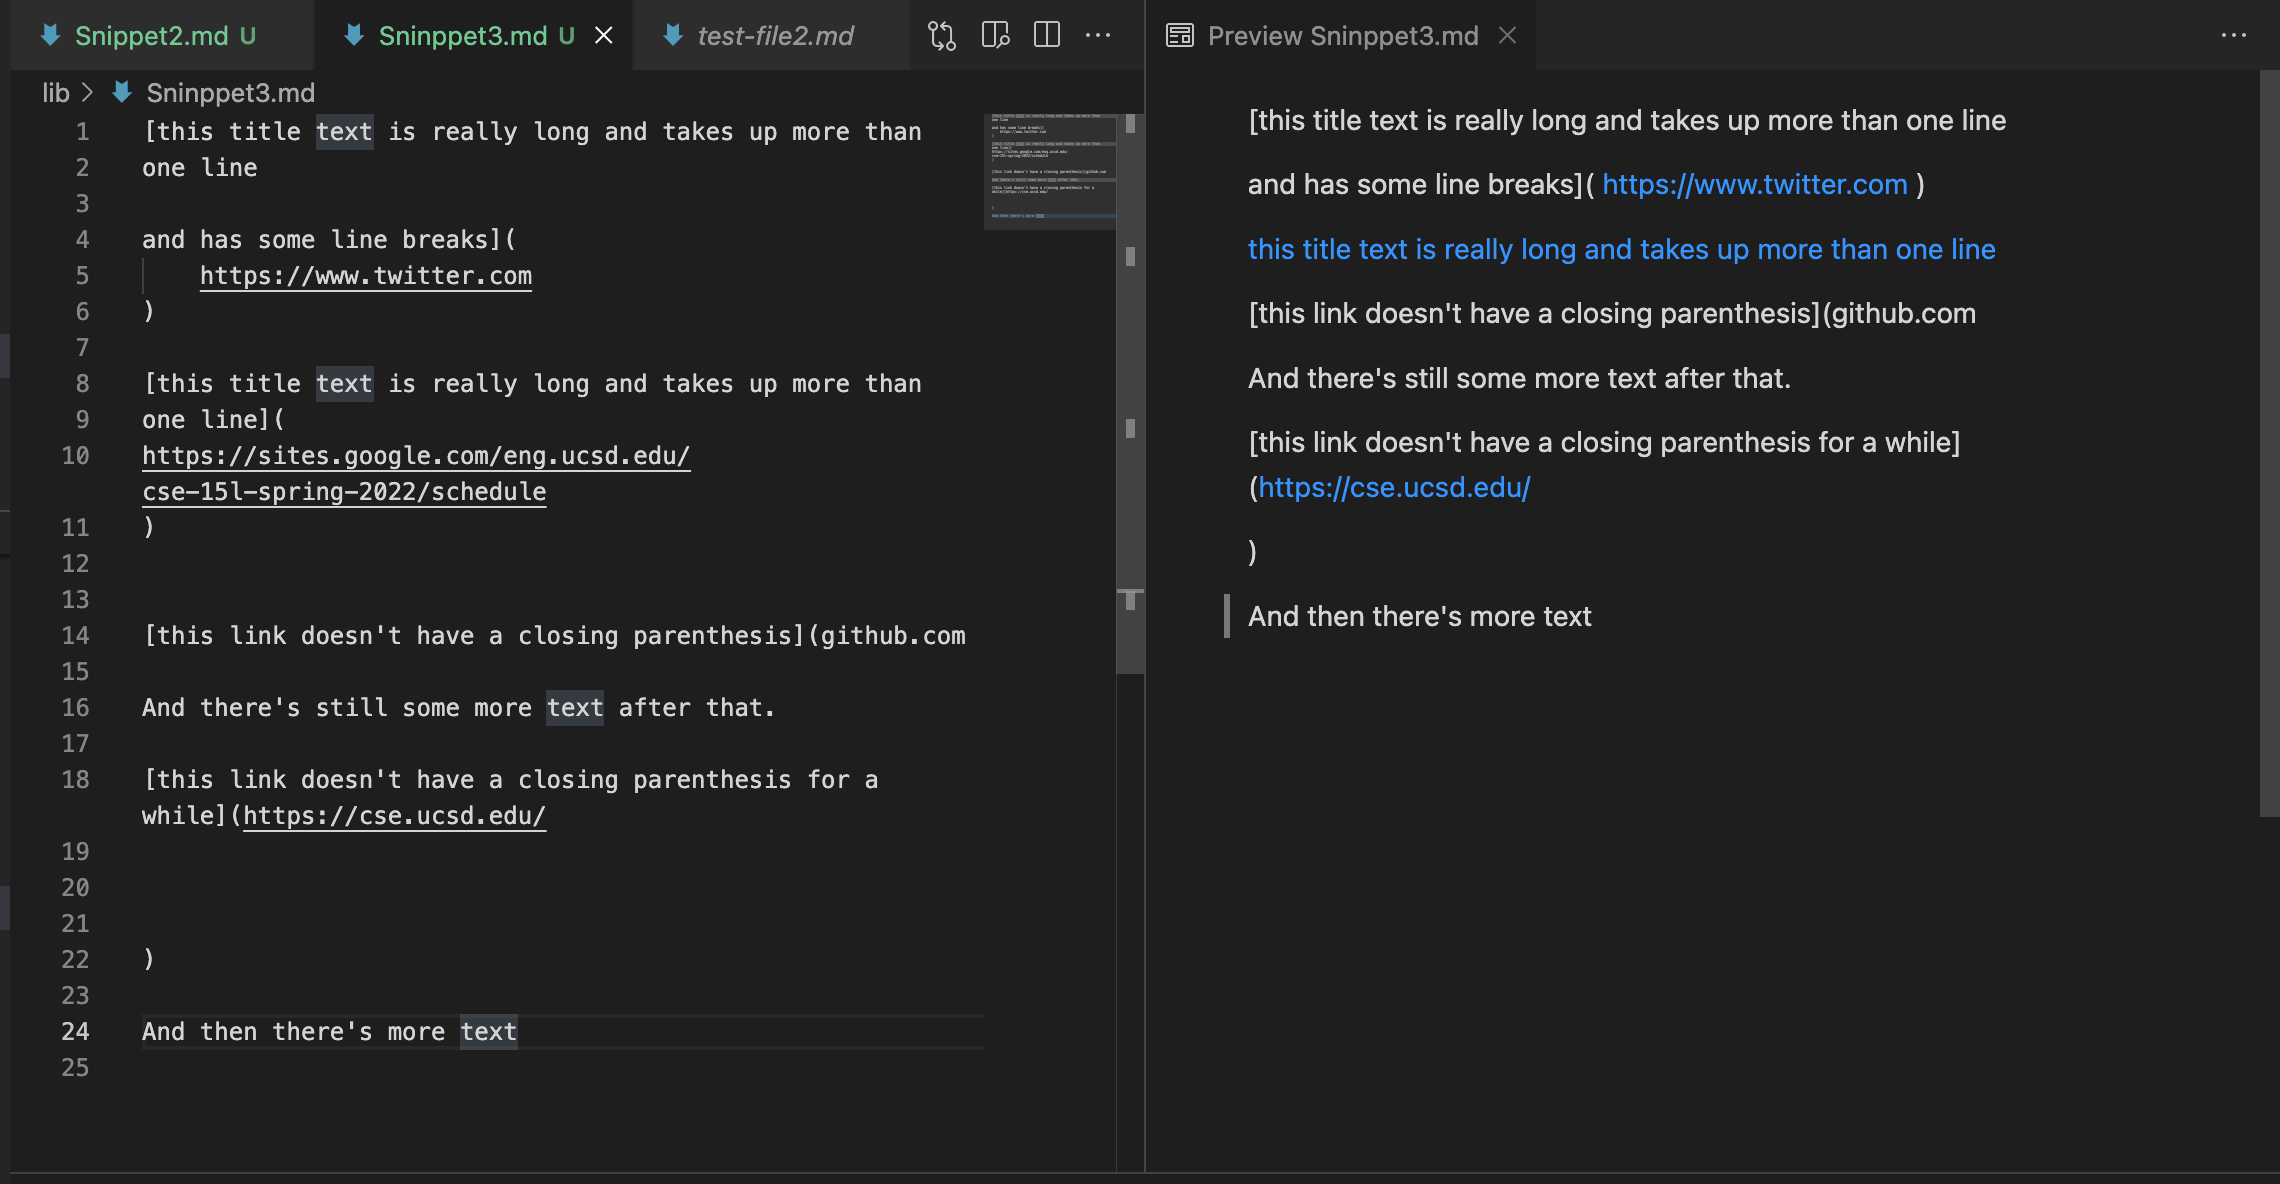 Snippet2.md U
Sninppet3.md U
test-file2.md
Preview Sninppet3.md
lib > Sninppet3.md
1 [this title text is really long and takes up more than
2 one line
3
4 and has some line breaks](
5 https://www.twitter.com
6 )
7
8 [this title text is really long and takes up more than
9 one line](
10 https://sites.google.com/eng.ucsd.edu/
cse-15l-spring-2022/schedule
11 )
12
13
14 [this link doesn't have a closing parenthesis](github.com
15
16 And there's still some more text after that.
17
18 [this link doesn't have a closing parenthesis for a
while](https://cse.ucsd.edu/
19
20
21
22 )
23
24 And then there's more text
25
[this title text is really long and takes up more than one line
and has some line breaks]( https://www.twitter.com )
this title text is really long and takes up more than one line
[this link doesn't have a closing parenthesis](github.com
And there's still some more text after that.
[this link doesn't have a closing parenthesis for a while]
(https://cse.ucsd.edu/
)
And then there's more text